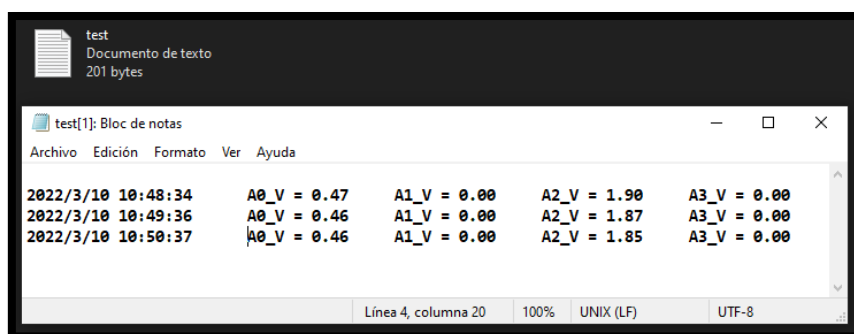 test
Documento de texto
201 bytes
test[1]: Bloc de notas
Archivo Edición Formato Ver Ayuda
2022/3/10 10:48:34 A0_V = 0.47 A1_V = 0.00 A2_V = 1.90 A3_V = 0.00
2022/3/10 10:49:36 A0_V = 0.46 A1_V = 0.00 A2_V = 1.87 A3_V = 0.00
2022/3/10 10:50:37 A0_V = 0.46 A1_V = 0.00 A2_V = 1.85 A3_V = 0.00
Línea 4, columna 20 100% UNIX (LF) UTF-8